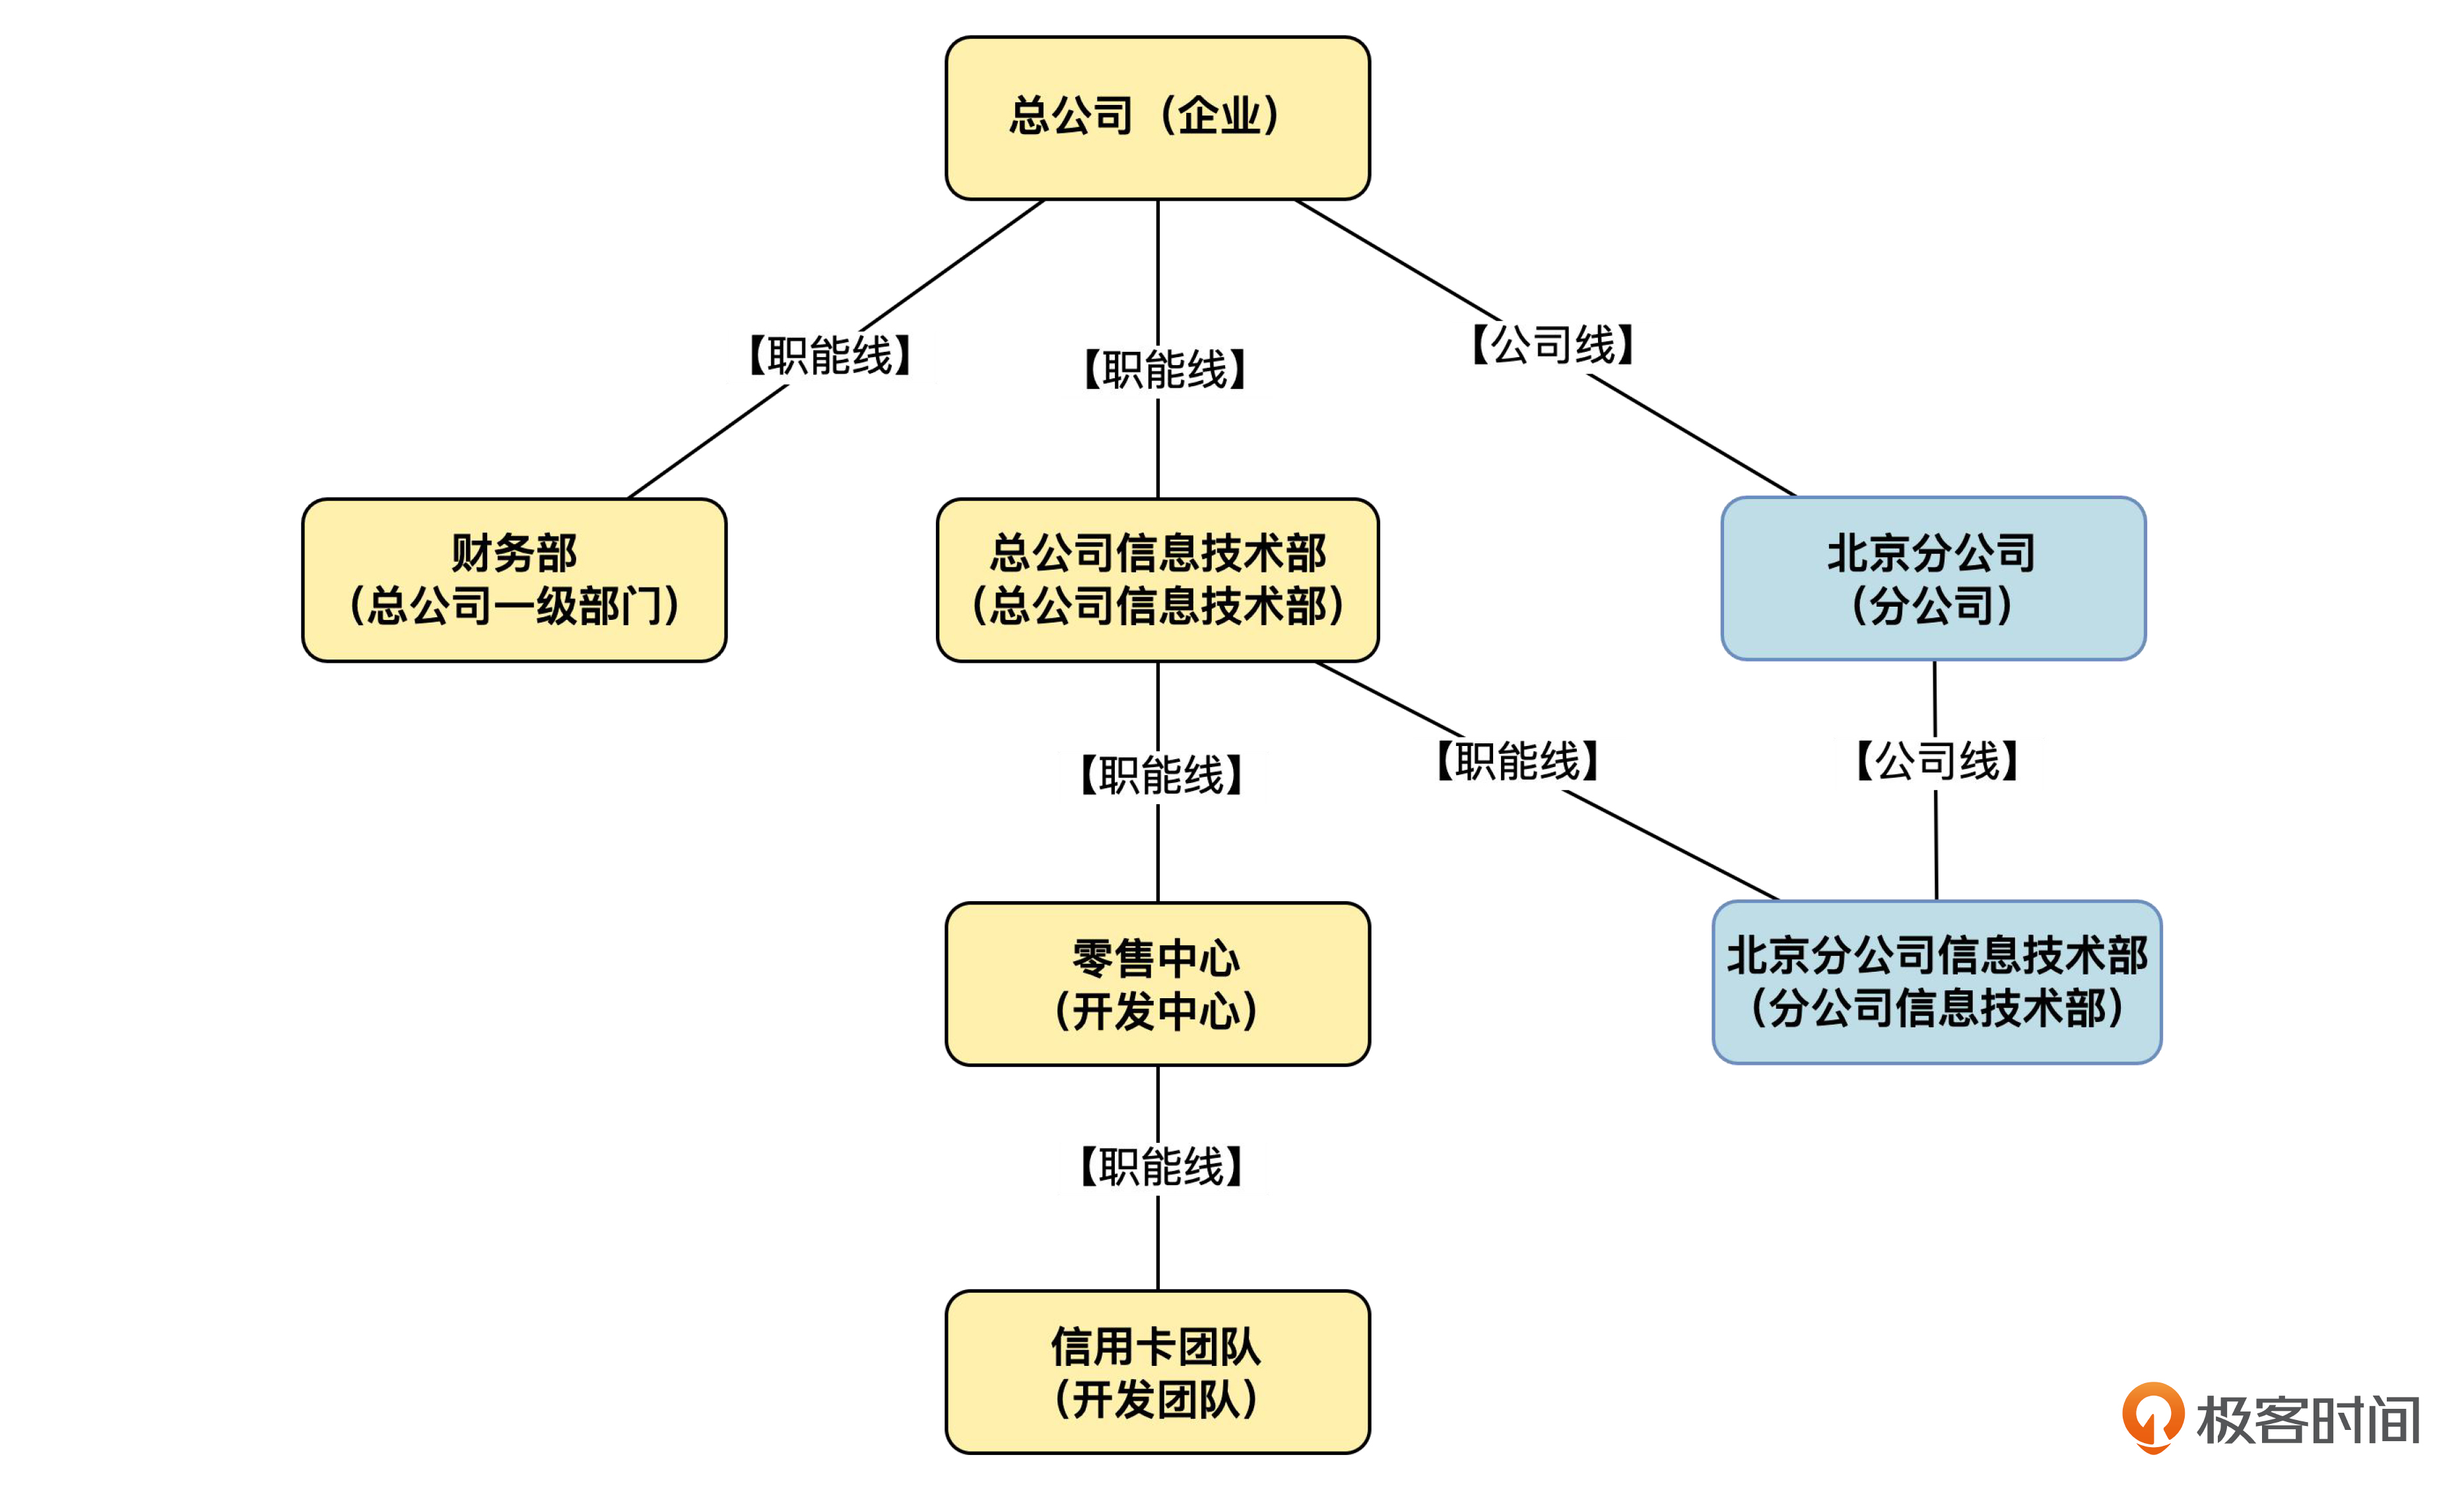 总公司（企业）
【职能线】
【职能线】
【公司线】
财务部
（总公司一级部门）
总公司信息技术部
（总公司信息技术部）
北京分公司
（分公司）
【职能线】
【职能线】
【公司线】
零售中心
（开发中心）
北京分公司信息技术部
（分公司信息技术部）
【职能线】
信用卡团队
（开发团队）
极客时间